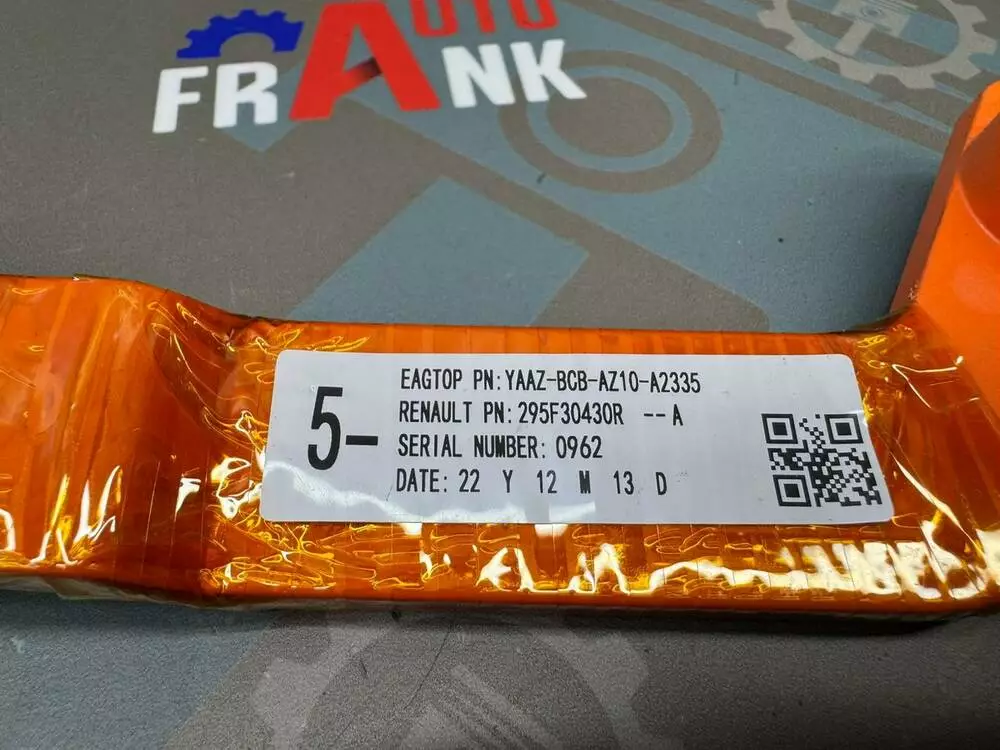 AUTO
FRANK
5-
EAGTOP PN:YAAZ-BCB-AZ10-A2335
RENAULT PN:295F30430R --A
SERIAL NUMBER: 0962
DATE: 22 Y 12 M 13 D